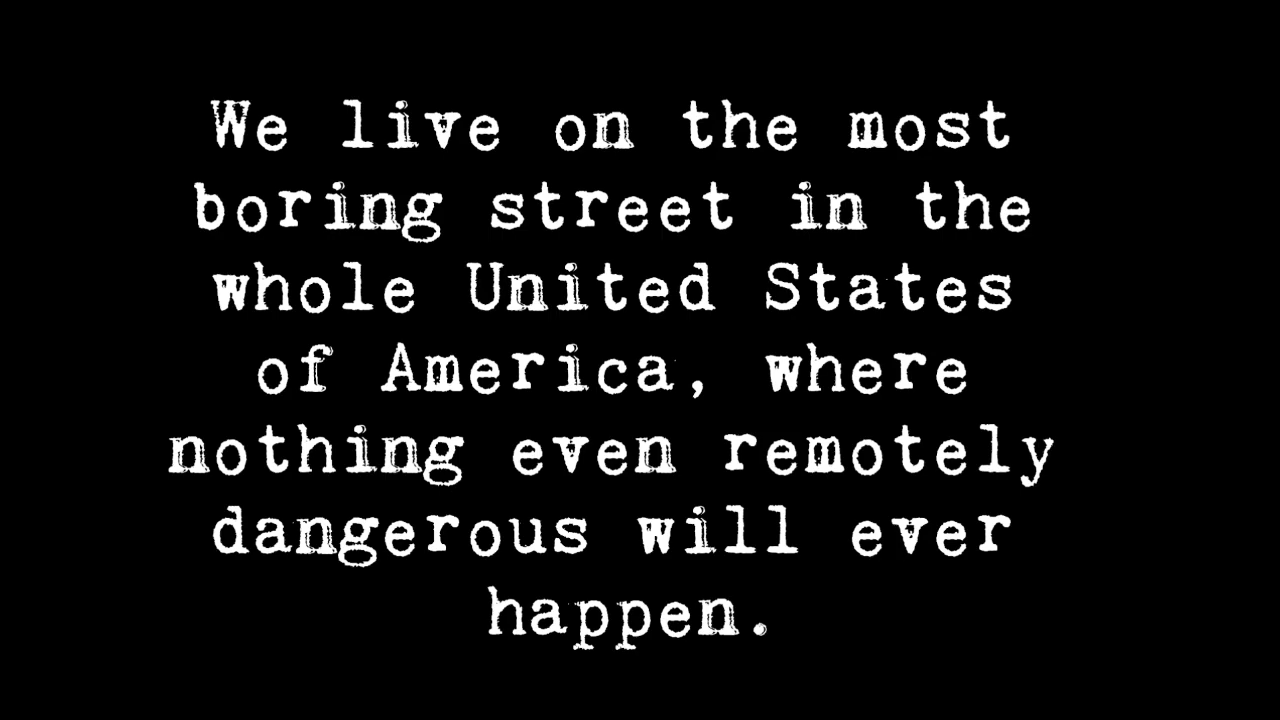 We live on the most
boring street in the
whole United States
of America, where
nothing even remotely
dangerous will ever
happen.